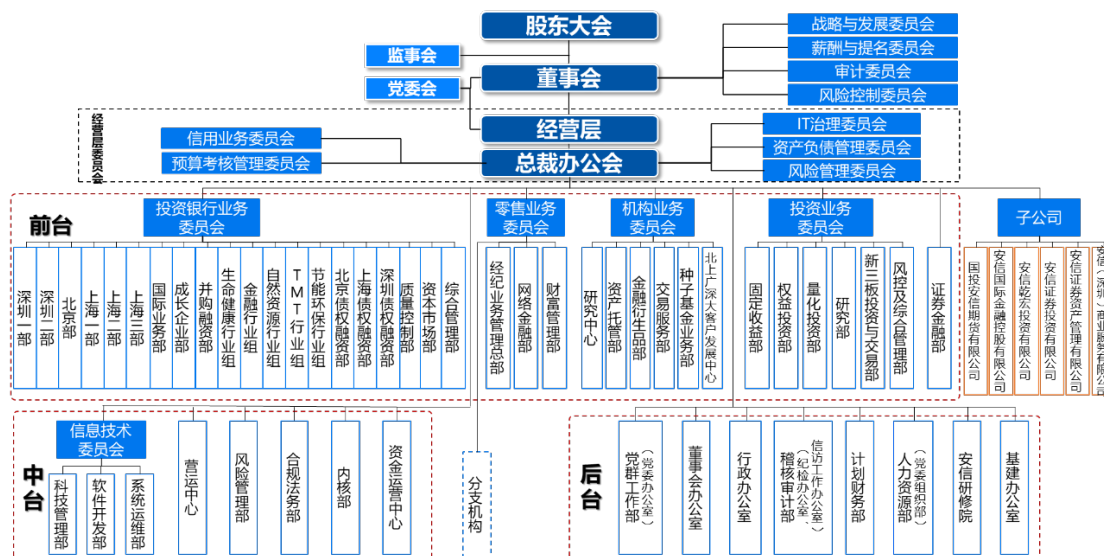 股东大会
监事会
党委会
董事会
战略与发展委员会
薪酬与提名委员会
审计委员会
风险控制委员会
经营层委员会
经营层
信用业务委员会
预算考核管理委员会
总裁办公会
IT治理委员会
资产负债管理委员会
风险管理委员会
前台
投资银行业务
委员会
深圳一部
深圳二部
北京部
上海一部
上海二部
上海三部
国际业务部
成长企业部
并购融资部
生命健康行业组
金融行业组
自然资源行业组
TMT行业组
节能环保行业组
北京债权融资部
上海债权融资部
深圳债权融资部
质量控制部
资本市场部
综合管理部
零售业务
委员会
经纪业务管理总部
网络金融部
财富管理部
机构业务
委员会
研究中心
资产托管部
金融衍生品部
交易服务部
种子基金业务部
北上广深大客户发展中心
投资业务
委员会
固定收益部
权益投资部
量化投资部
研究部
新三板投资与交易部
风控及综合管理部
证券金融部
子公司
国投安信期货有限公司
安信国际金融控股有限公司
安信乾宏投资有限公司
安信证券投资有限公司
安信证券资产管理有限公司
安信（深圳）商业服务有限公司
中台
信息技术
委员会
科技管理部
软件开发部
系统运维部
营运中心
风险管理部
合规法务部
内核部
资金运营中心
分支机构
后台
党群工作部
（党委办公室）
董事会办公室
行政办公室
稽核审计部
（纪检办公室、
信访工作办公室）
计划财务部
人力资源部
（党委组织部）
安信研修院
基建办公室